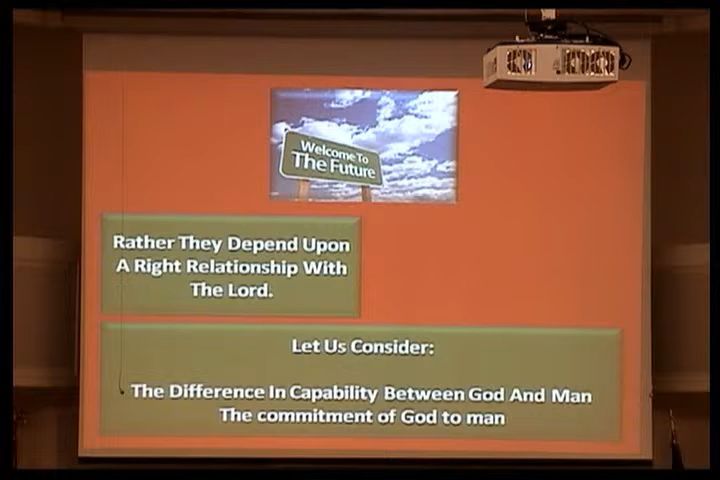 Welcome To
The Future
Rather They Depend Upon
A Right Relationship With
The Lord.
Let Us Consider:
The Difference In Capability Between God And Man
The commitment of God to man